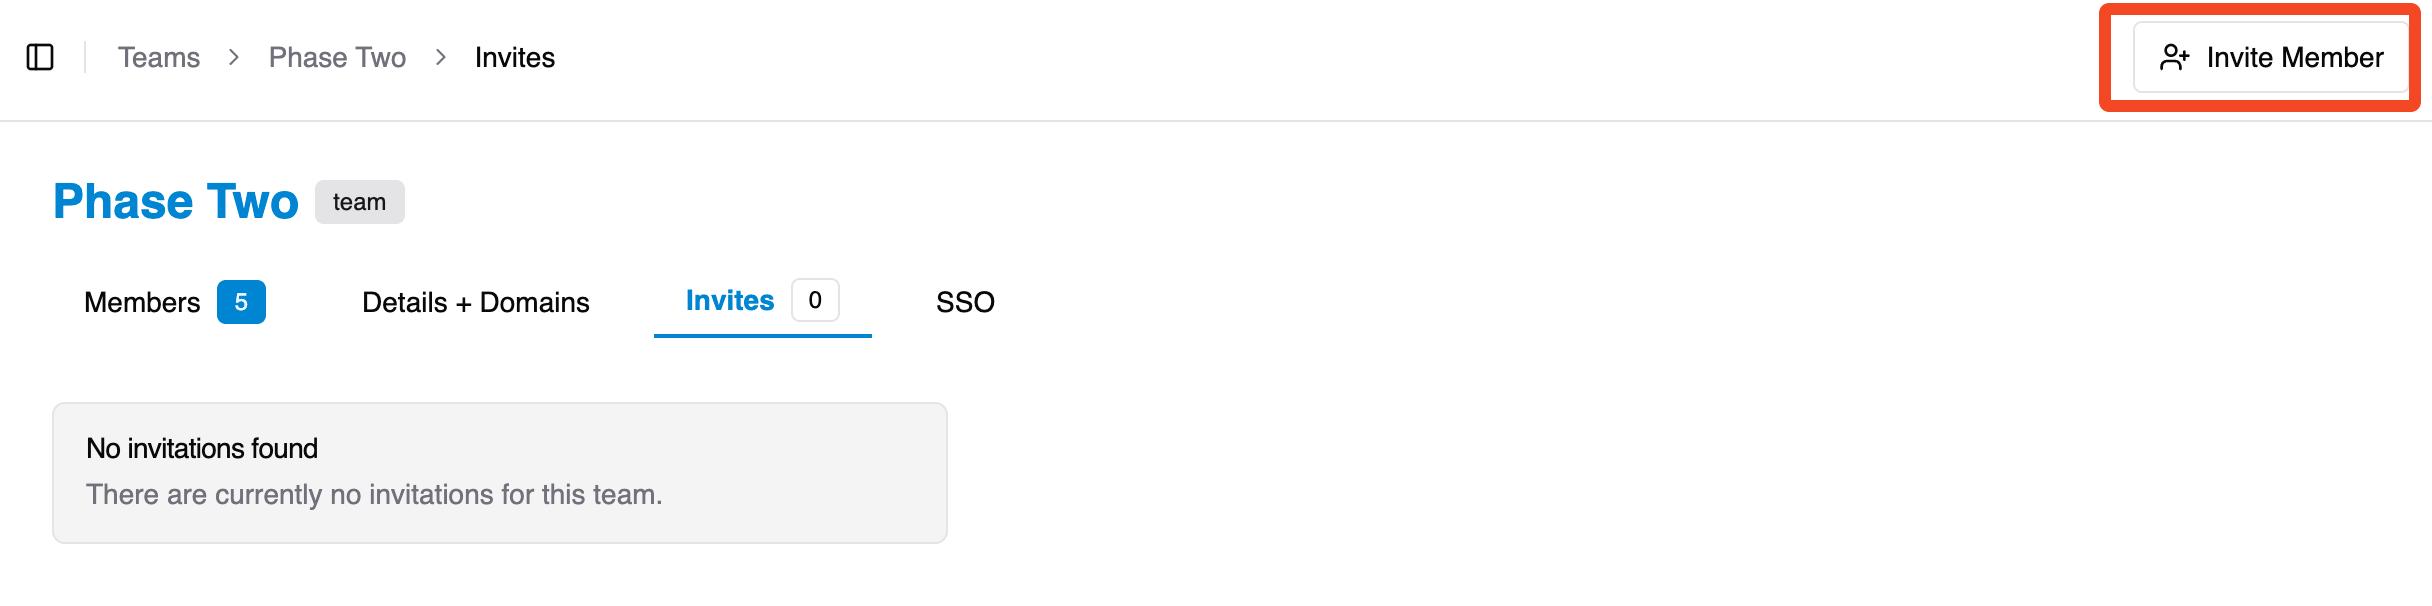 Teams > Phase Two > Invites
Invite Member
Phase Two team
Members 5 Details + Domains Invites 0 SSO
No invitations found
There are currently no invitations for this team.